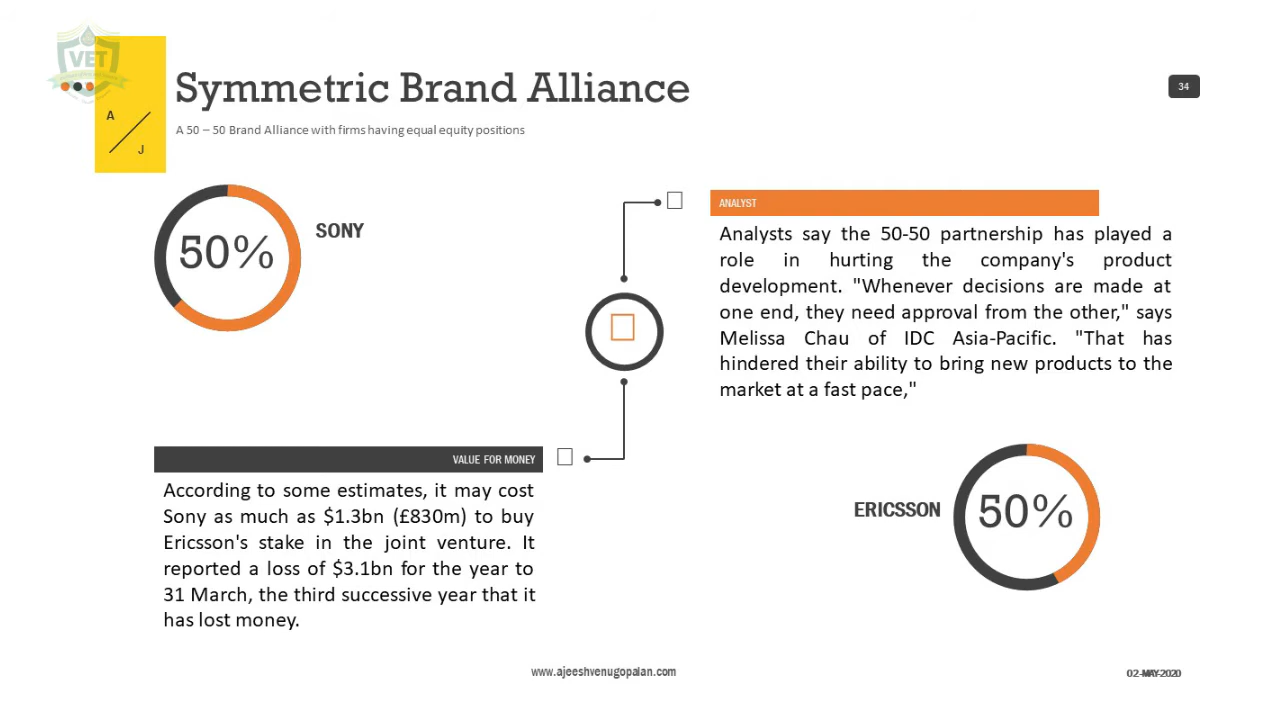 VET
Symmetric Brand Alliance
34
A
J
A 50 – 50 Brand Alliance with firms having equal equity positions
50%
SONY
ANALYST
Analysts say the 50-50 partnership has played a
role in hurting the company's product
development. "Whenever decisions are made at
one end, they need approval from the other," says
Melissa Chau of IDC Asia-Pacific. "That has
hindered their ability to bring new products to the
market at a fast pace,"
VALUE FOR MONEY
According to some estimates, it may cost
Sony as much as $1.3bn (£830m) to buy
Ericsson's stake in the joint venture. It
reported a loss of $3.1bn for the year to
31 March, the third successive year that it
has lost money.
ERICSSON
50%
www.ajeeshvenugopalan.com
02-MAY-2020